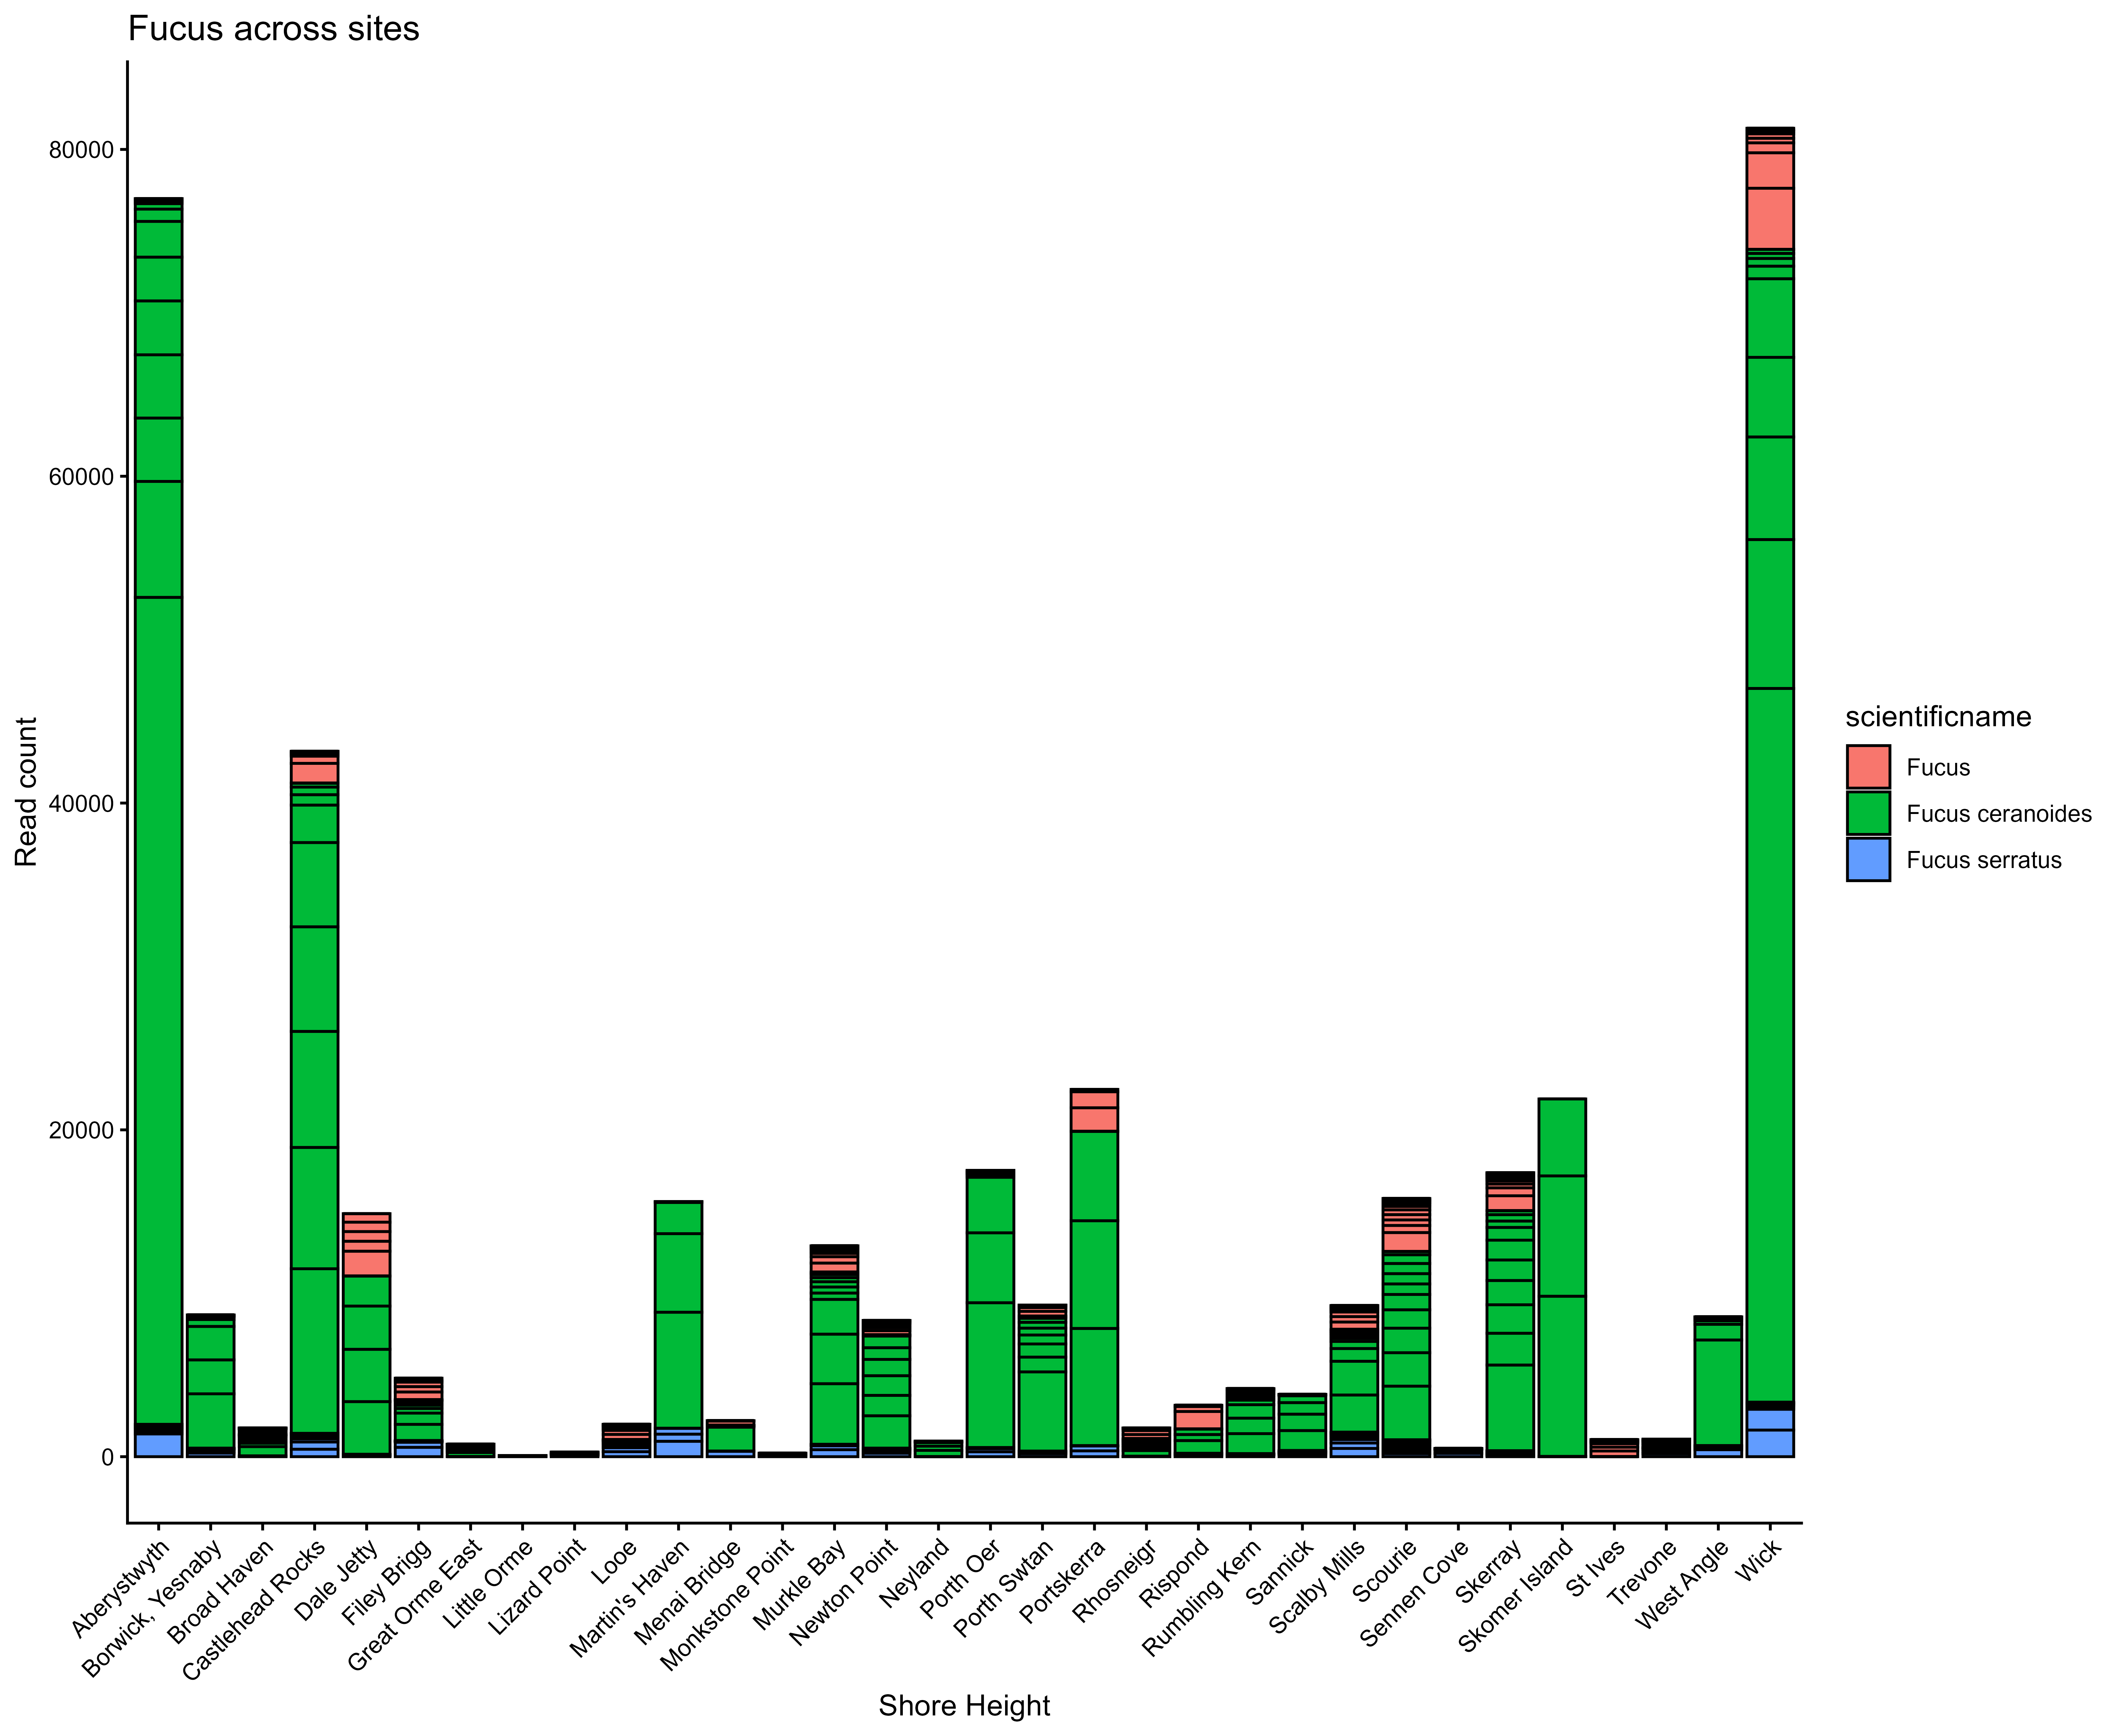 Fucus across sites
80000
60000
40000
20000
0
Read count
Aberystwyth
Borwick, Yesnaby
Broad Haven
Castlehead Rocks
Dale Jetty
Filey Brigg
Great Orme East
Little Orme
Lizard Point
Looe
Martin's Haven
Menai Bridge
Monkstone Point
Murkle Bay
Newton Point
Neyland
Porth Oer
Porth Swtan
Portskerra
Rhosneigr
Rispond
Rumbling Kern
Sannick
Scalby Mills
Scourie
Sennen Cove
Skerray
Skomer Island
St Ives
Trevone
West Angle
Wick
Shore Height
scientificname
Fucus
Fucus ceranoides
Fucus serratus